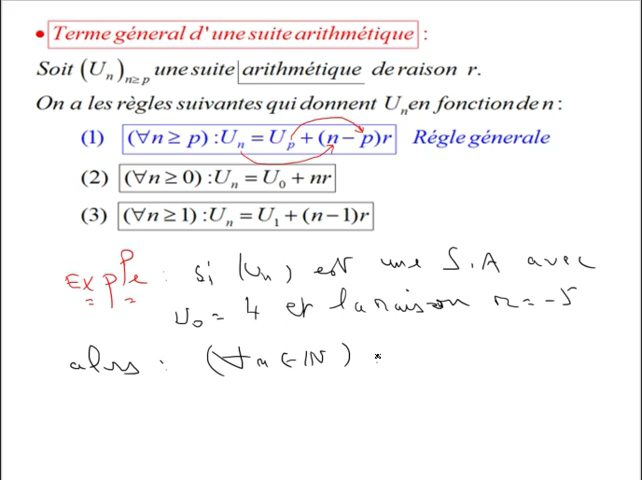 • Terme géneral d'une suite arithmétique :
Soit (Uₙ)ₙ≥ₚ une suite arithmétique de raison r.
On a les règles suivantes qui donnent Uₙ en fonction de n :
(1) (∀n ≥ p) : Uₙ = Uₚ + (n − p)r Régle génerale
(2) (∀n ≥ 0) : Uₙ = U₀ + nr
(3) (∀n ≥ 1) : Uₙ = U₁ + (n−1)r
Exple : si (Uₙ) est une S.A avec
U₀ = 4 et la raison r = -5
alors : (∀n ∈ IN)